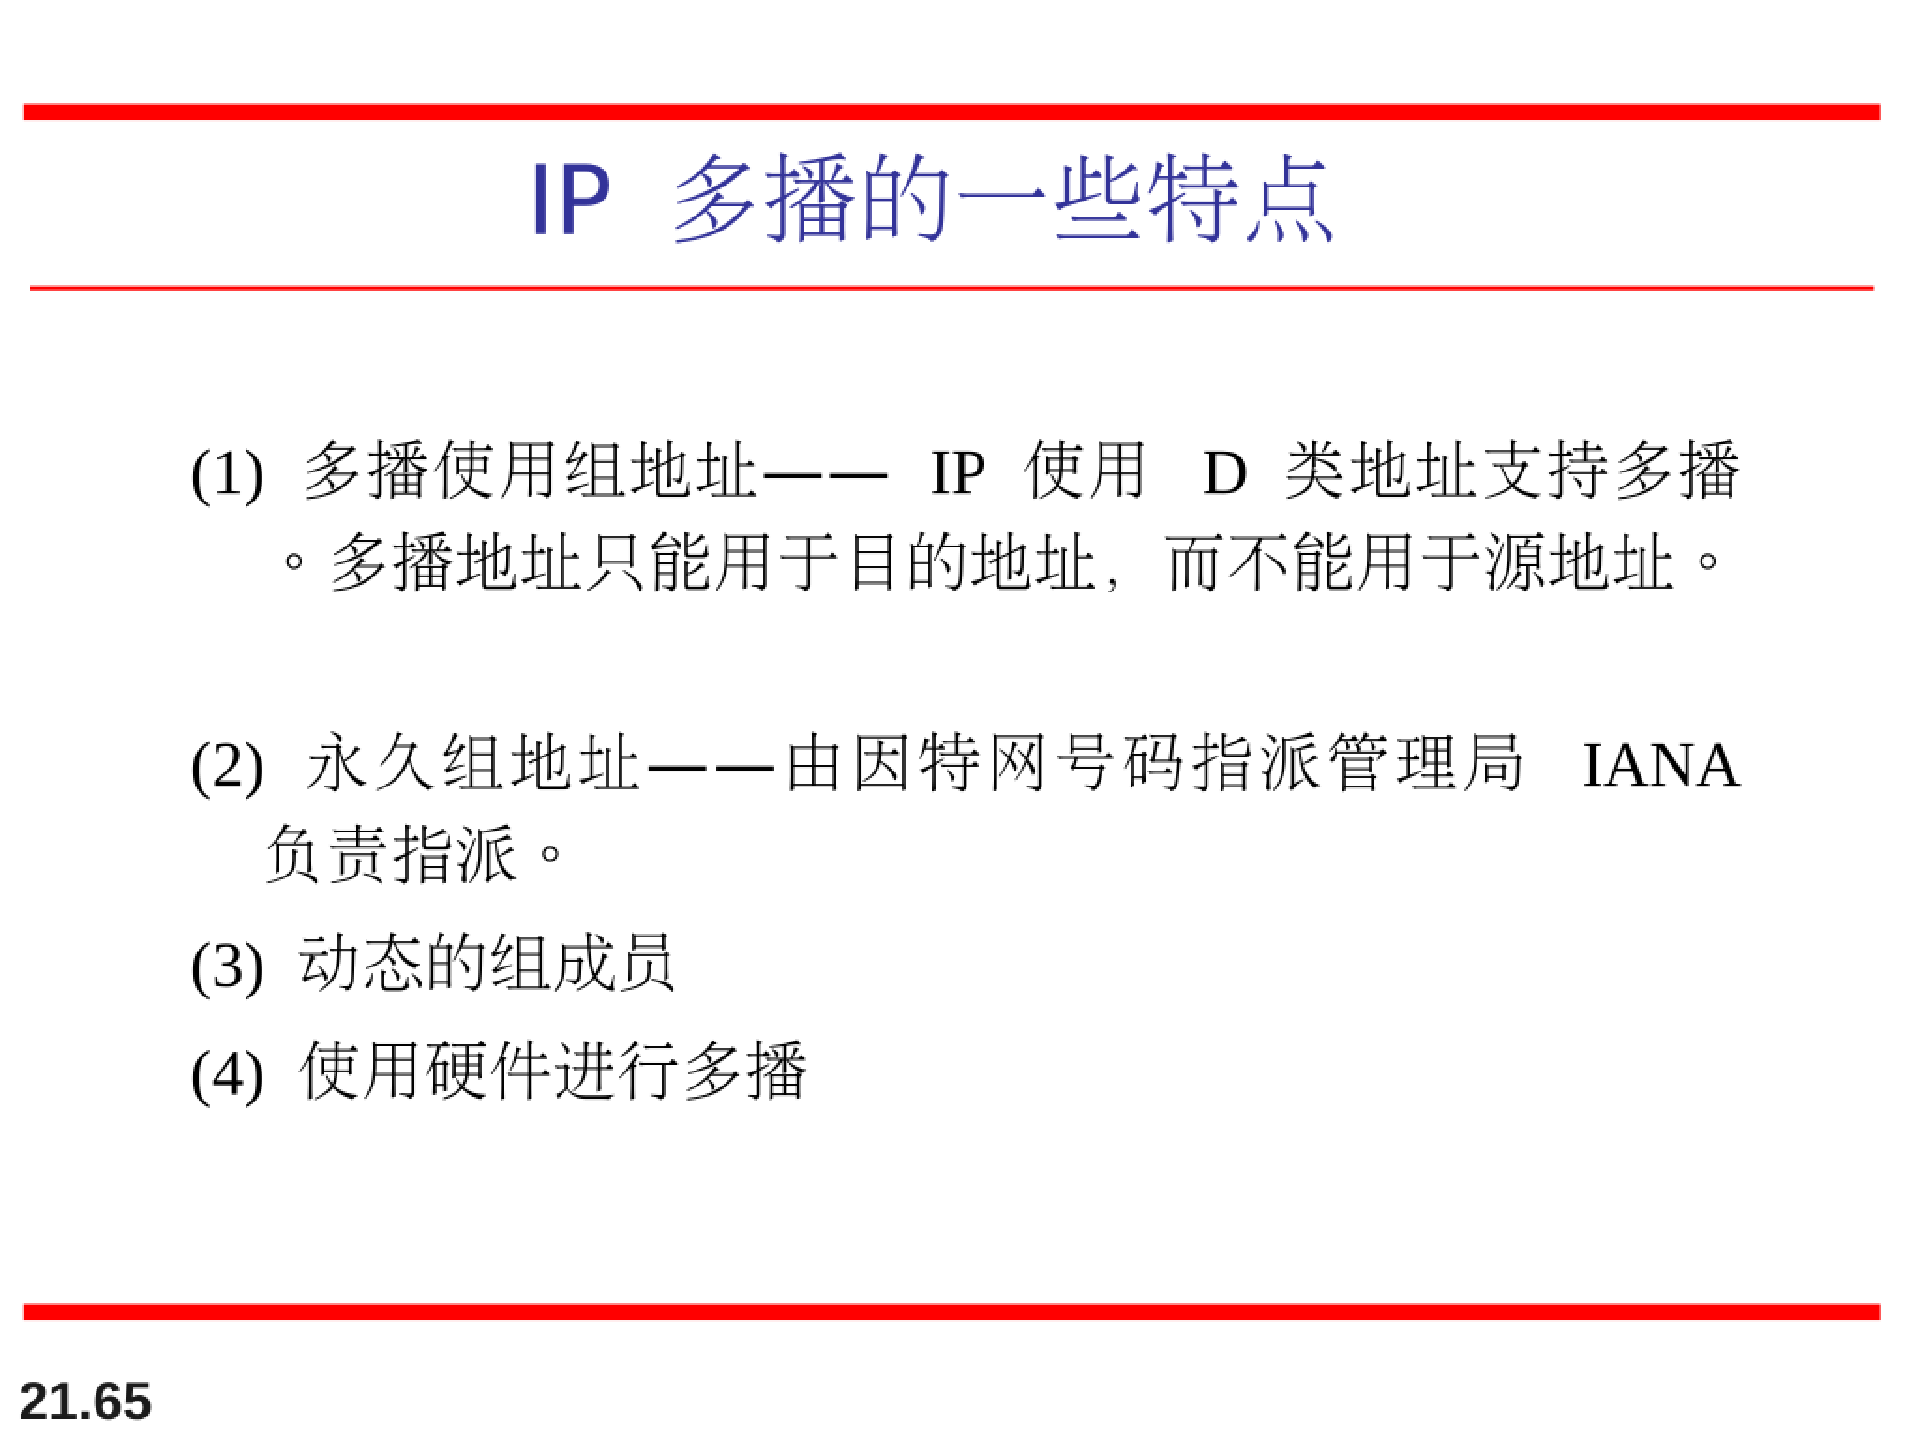 IP 多播的一些特点
(1) 多播使用组地址—— IP 使用 D 类地址支持多播
。多播地址只能用于目的地址，而不能用于源地址。
(2) 永久组地址——由因特网号码指派管理局 IANA
负责指派。
(3) 动态的组成员
(4) 使用硬件进行多播
21.65